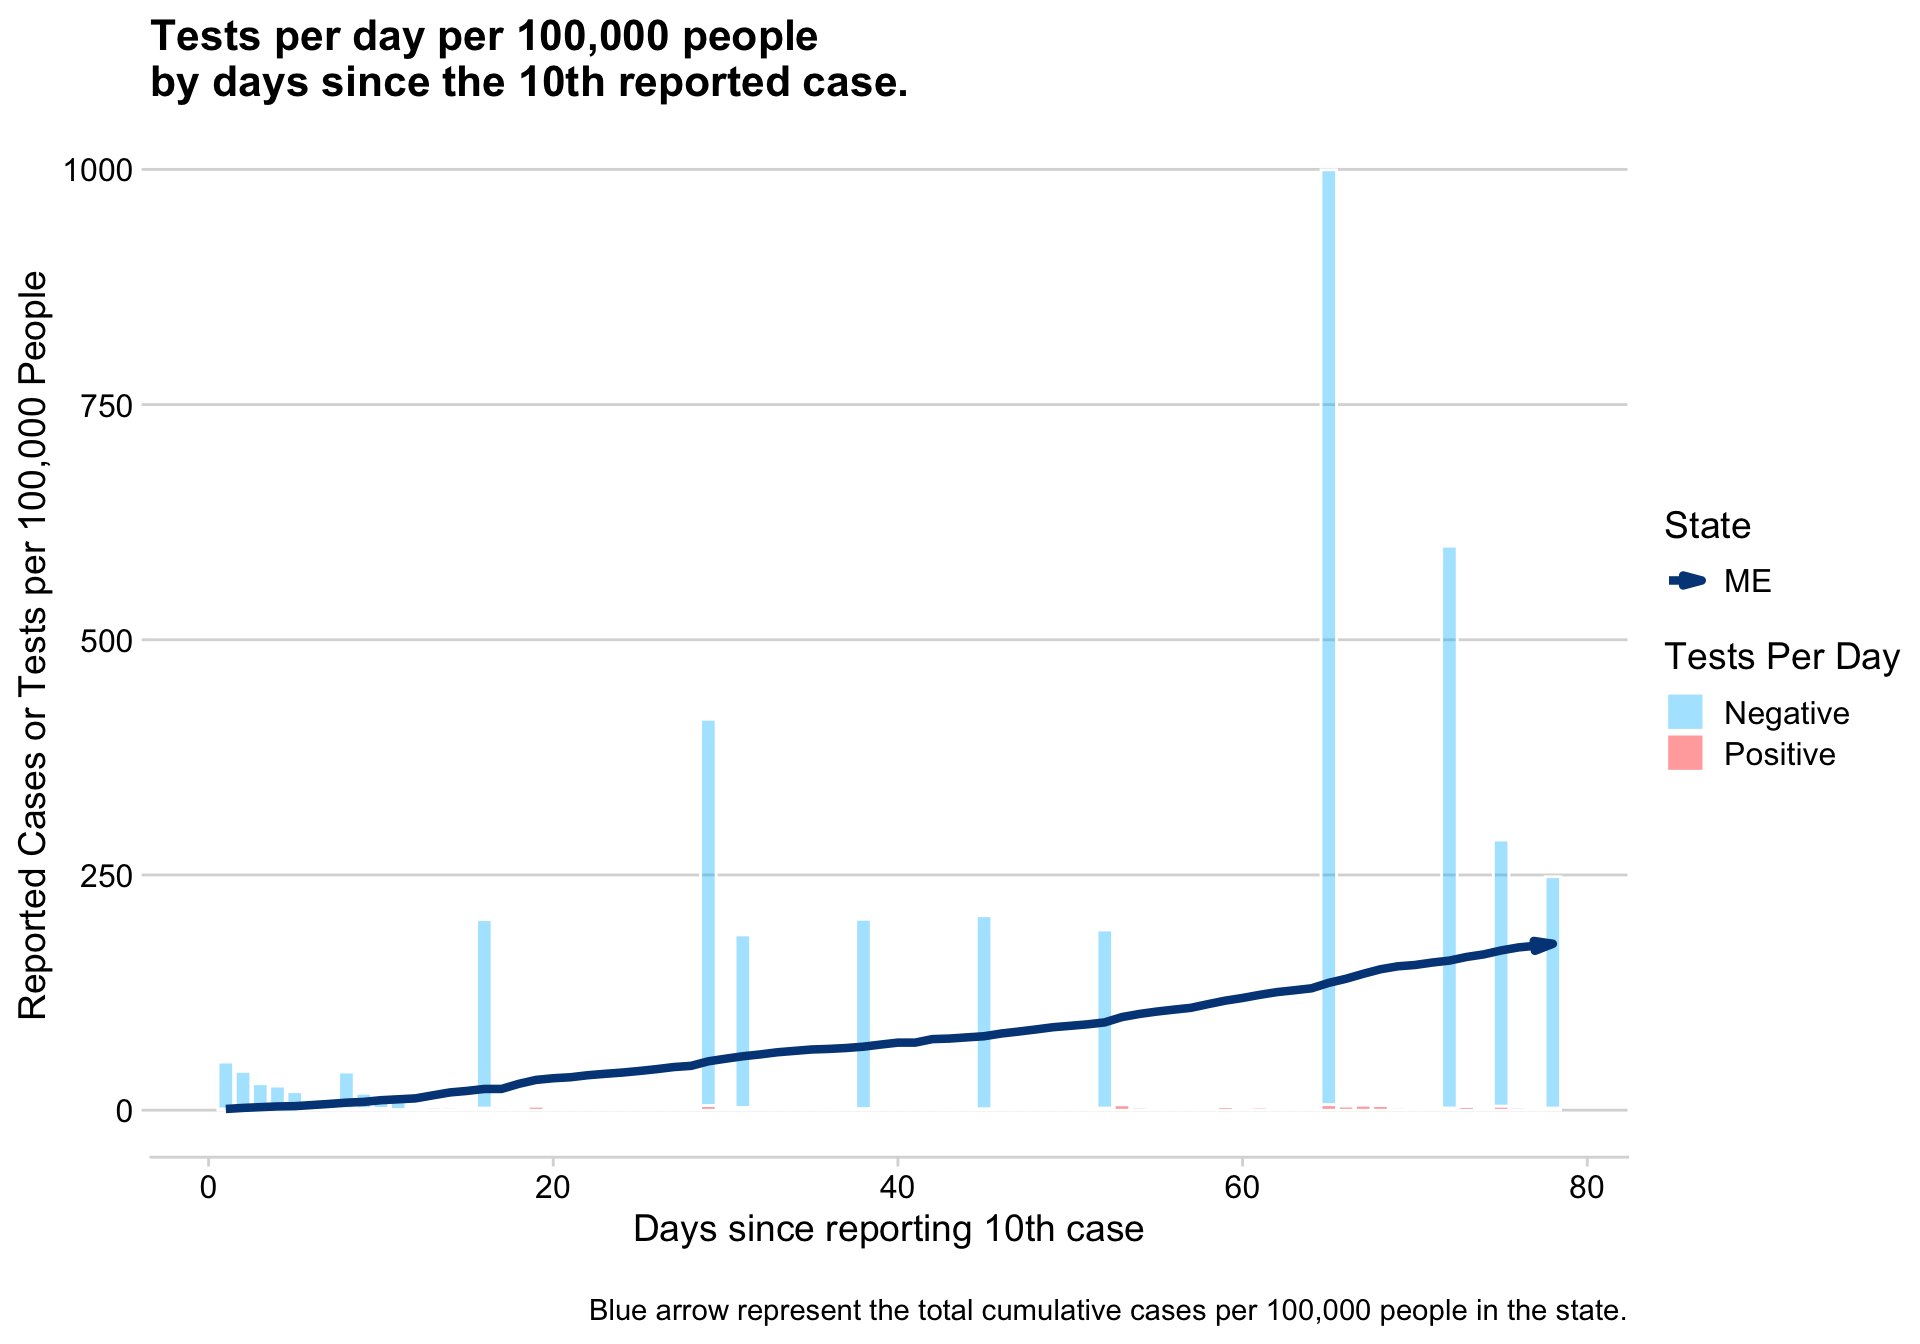 Tests per day per 100,000 people
by days since the 10th reported case.
Reported Cases or Tests per 100,000 People
1000
750
500
250
0
0 20 40 60 80
Days since reporting 10th case
State
ME
Tests Per Day
Negative
Positive
Blue arrow represent the total cumulative cases per 100,000 people in the state.